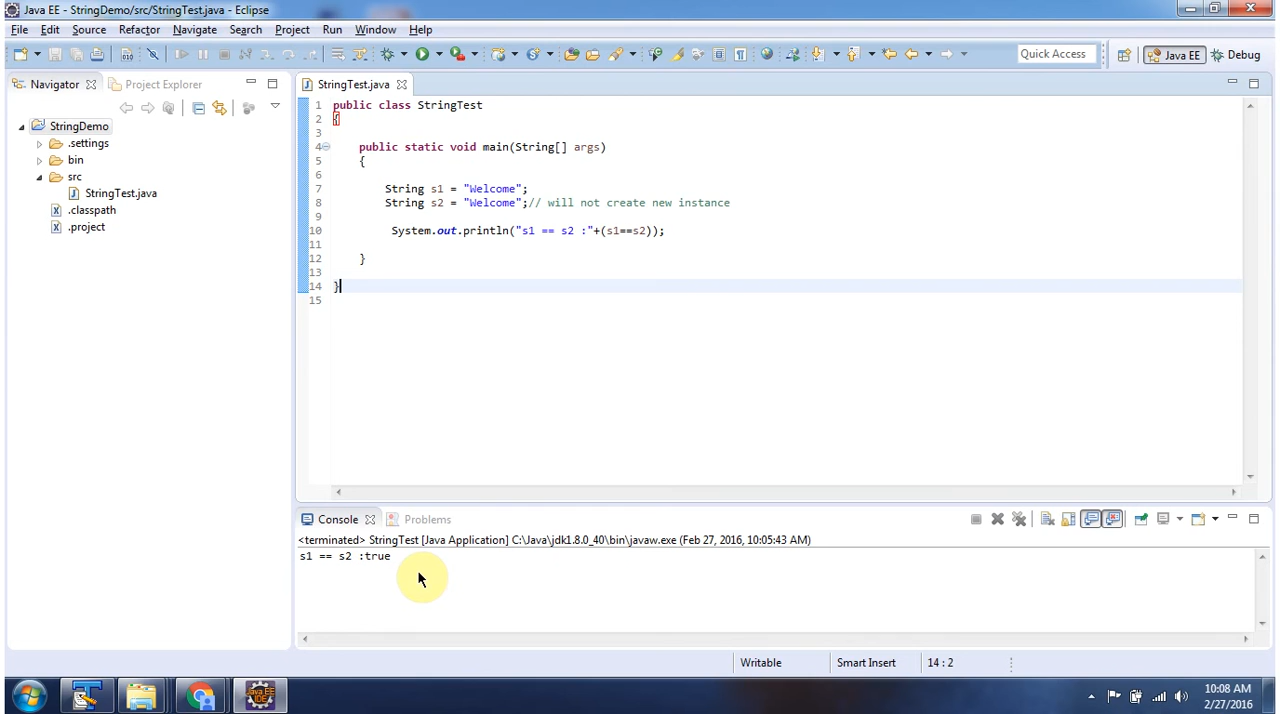 Java EE - StringDemo/src/StringTest.java - Eclipse
File Edit Source Refactor Navigate Search Project Run Window Help
Quick Access Java EE Debug
Navigator Project Explorer
StringDemo
.settings
bin
src
StringTest.java
.classpath
.project
StringTest.java
1 public class StringTest
2 {
3
4 public static void main(String[] args)
5 {
6
7 String s1 = "Welcome";
8 String s2 = "Welcome";// will not create new instance
9
10 System.out.println("s1 == s2 :"+(s1==s2));
11
12 }
13
14 }
15
Console Problems
<terminated> StringTest [Java Application] C:\Java\jdk1.8.0_40\bin\javaw.exe (Feb 27, 2016, 10:05:43 AM)
s1 == s2 :true
Writable Smart Insert 14 : 2
Java EE
IDE
10:08 AM
2/27/2016